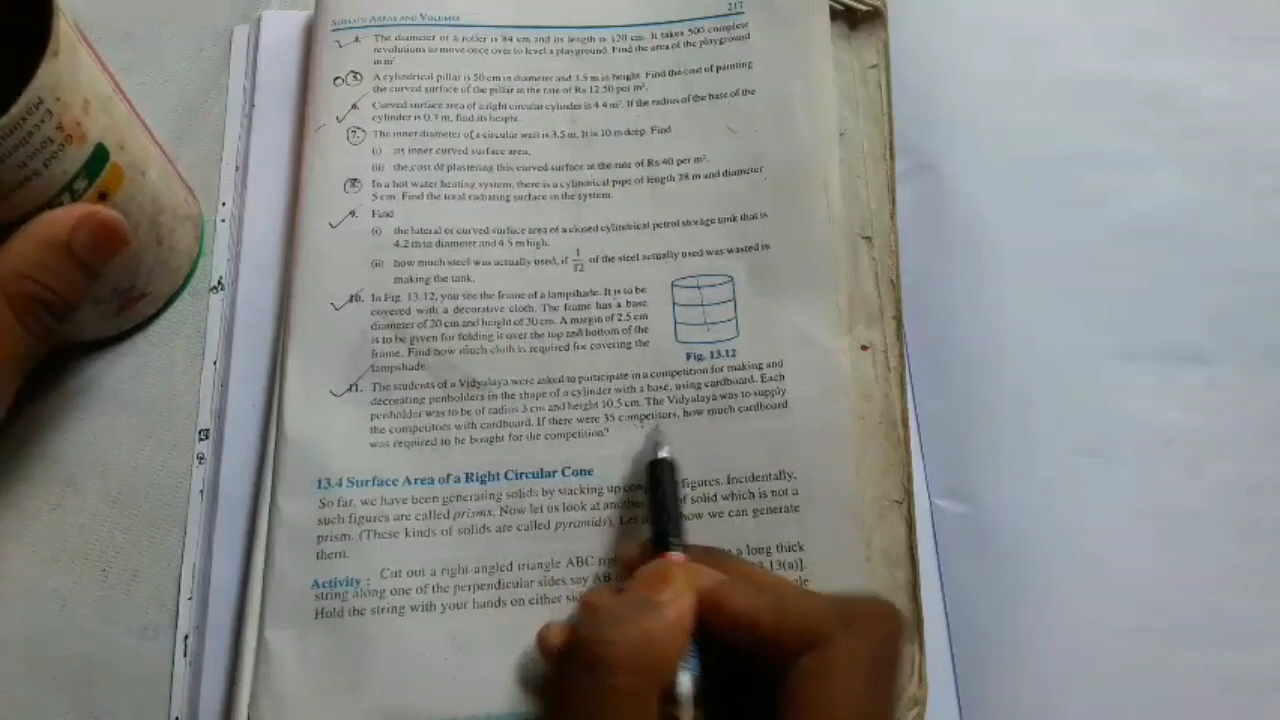 SURFACE AREAS AND VOLUMES
217
4. The diameter of a roller is 84 cm and its length is 120 cm. It takes 500 complete
revolutions to move once over to level a playground. Find the area of the playground
in m².
5. A cylindrical pillar is 50 cm in diameter and 3.5 m in height. Find the cost of painting
the curved surface of the pillar at the rate of Rs 12.50 per m².
6. Curved surface area of a right circular cylinder is 4.4 m². If the radius of the base of the
cylinder is 0.7 m, find its height.
7. The inner diameter of a circular well is 3.5 m. It is 10 m deep. Find
(i) its inner curved surface area,
(ii) the cost of plastering this curved surface at the rate of Rs 40 per m².
8. In a hot water heating system, there is a cylindrical pipe of length 28 m and diameter
5 cm. Find the total radiating surface in the system.
9. Find
(i) the lateral or curved surface area of a closed cylindrical petrol storage tank that is
4.2 m in diameter and 4.5 m high.
(ii) how much steel was actually used, if 1/12 of the steel actually used was wasted in
making the tank.
10. In Fig. 13.12, you see the frame of a lampshade. It is to be
covered with a decorative cloth. The frame has a base
diameter of 20 cm and height of 30 cm. A margin of 2.5 cm
is to be given for folding it over the top and bottom of the
frame. Find how much cloth is required for covering the
lampshade.
Fig. 13.12
11. The students of a Vidyalaya were asked to participate in a competition for making and
decorating penholders in the shape of a cylinder with a base, using cardboard. Each
penholder was to be of radius 3 cm and height 10.5 cm. The Vidyalaya was to supply
the competitors with cardboard. If there were 35 competitors, how much cardboard
was required to be bought for the competition?
13.4 Surface Area of a Right Circular Cone
So far, we have been generating solids by stacking up figures. Incidentally,
such figures are called prisms. Now let us look at another of solid which is not a
prism. (These kinds of solids are called pyramids). Let how we can generate
them.
Activity : Cut out a right-angled triangle ABC a long thick
string along one of the perpendicular sides say AB 13(a)].
Hold the string with your hands on either
Good
& touch
Excellent